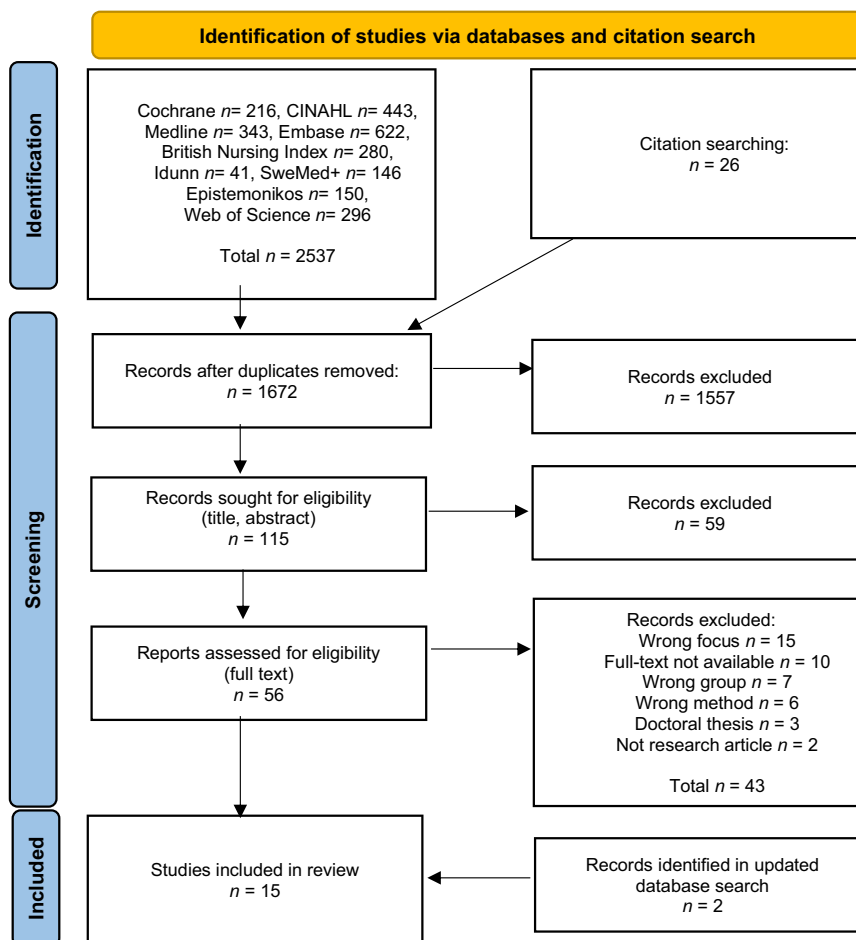 Identification of studies via databases and citation search
Identification
Cochrane n= 216, CINAHL n= 443,
Medline n= 343, Embase n= 622,
British Nursing Index n= 280,
Idunn n= 41, SweMed+ n= 146
Epistemonikos n= 150,
Web of Science n= 296
Total n = 2537
Citation searching:
n = 26
Screening
Records after duplicates removed:
n = 1672
Records excluded
n = 1557
Records sought for eligibility
(title, abstract)
n = 115
Records excluded
n = 59
Reports assessed for eligibility
(full text)
n = 56
Records excluded:
Wrong focus n = 15
Full-text not available n = 10
Wrong group n = 7
Wrong method n = 6
Doctoral thesis n = 3
Not research article n = 2
Total n = 43
Included
Studies included in review
n = 15
Records identified in updated
database search
n = 2